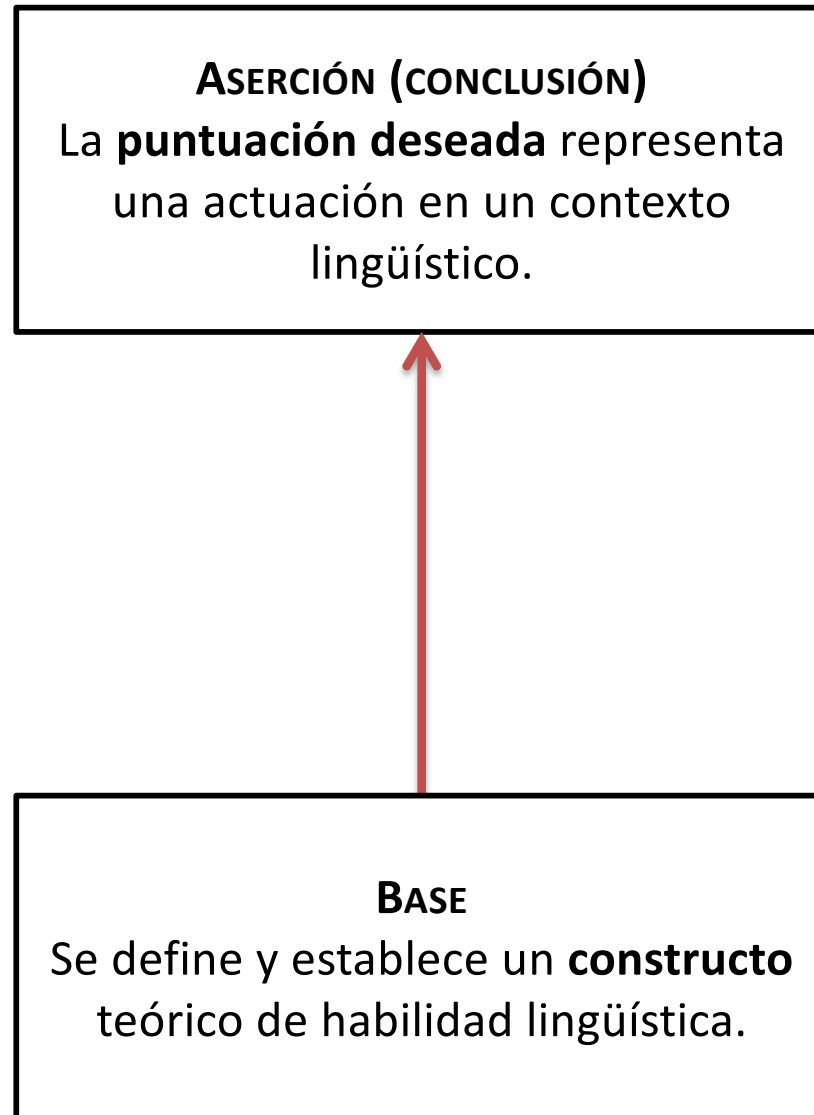 ASERCIÓN (CONCLUSIÓN)
La puntuación deseada representa
una actuación en un contexto
lingüístico.
BASE
Se define y establece un constructo
teórico de habilidad lingüística.